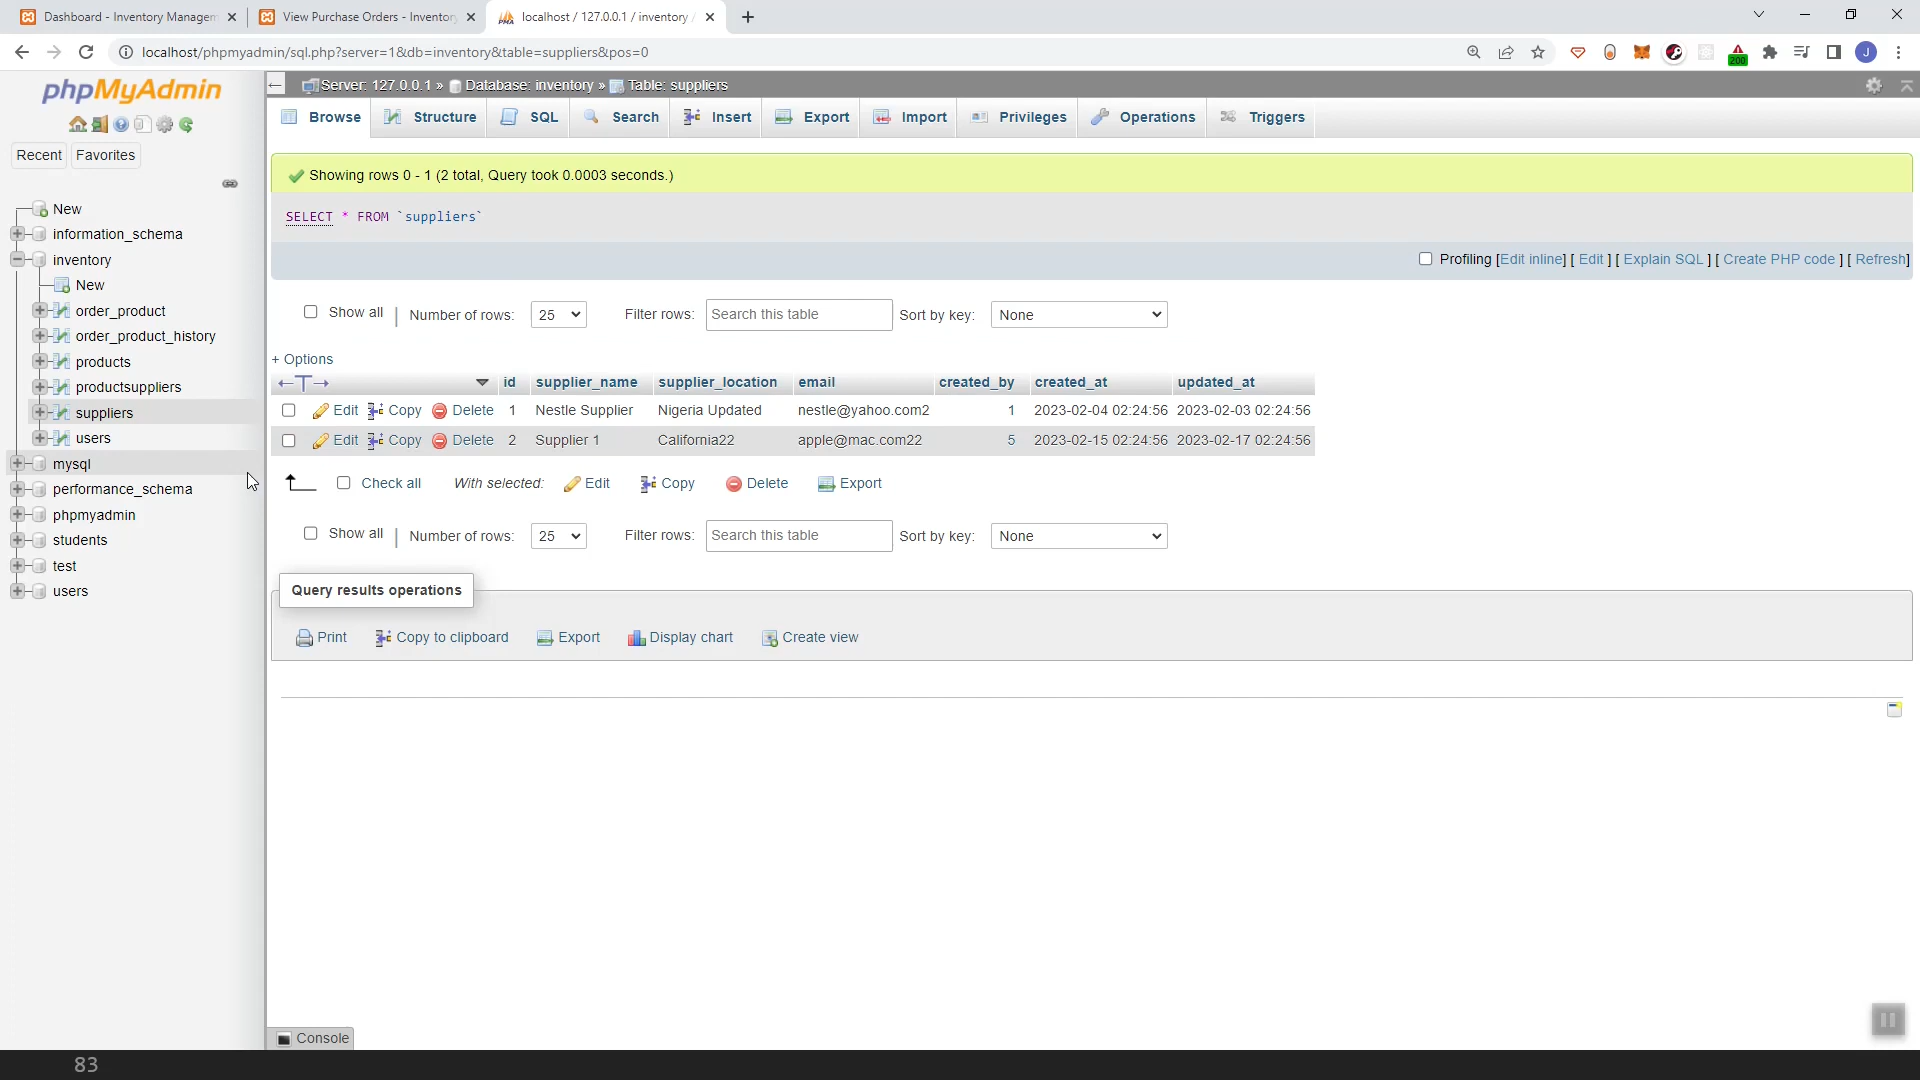 Dashboard - Inventory Managem
View Purchase Orders - Inventory
localhost / 127.0.0.1 / inventory /
localhost/phpmyadmin/sql.php?server=1&db=inventory&table=suppliers&pos=0
200
J
phpMyAdmin
Recent
Favorites
New
information_schema
inventory
New
order_product
order_product_history
products
productsuppliers
suppliers
users
mysql
performance_schema
phpmyadmin
students
test
users
Server: 127.0.0.1 » Database: inventory » Table: suppliers
Browse Structure SQL Search Insert Export Import Privileges Operations Triggers
Showing rows 0 - 1 (2 total, Query took 0.0003 seconds.)
SELECT * FROM `suppliers`
Profiling [Edit inline] [ Edit ] [ Explain SQL ] [ Create PHP code ] [ Refresh]
Show all | Number of rows: 25 Filter rows: Search this table Sort by key: None
+ Options
←T→ id supplier_name supplier_location email created_by created_at updated_at
Edit Copy Delete 1 Nestle Supplier Nigeria Updated nestle@yahoo.com2 1 2023-02-04 02:24:56 2023-02-03 02:24:56
Edit Copy Delete 2 Supplier 1 California22 apple@mac.com22 5 2023-02-15 02:24:56 2023-02-17 02:24:56
Check all With selected: Edit Copy Delete Export
Show all | Number of rows: 25 Filter rows: Search this table Sort by key: None
Query results operations
Print Copy to clipboard Export Display chart Create view
Console
83